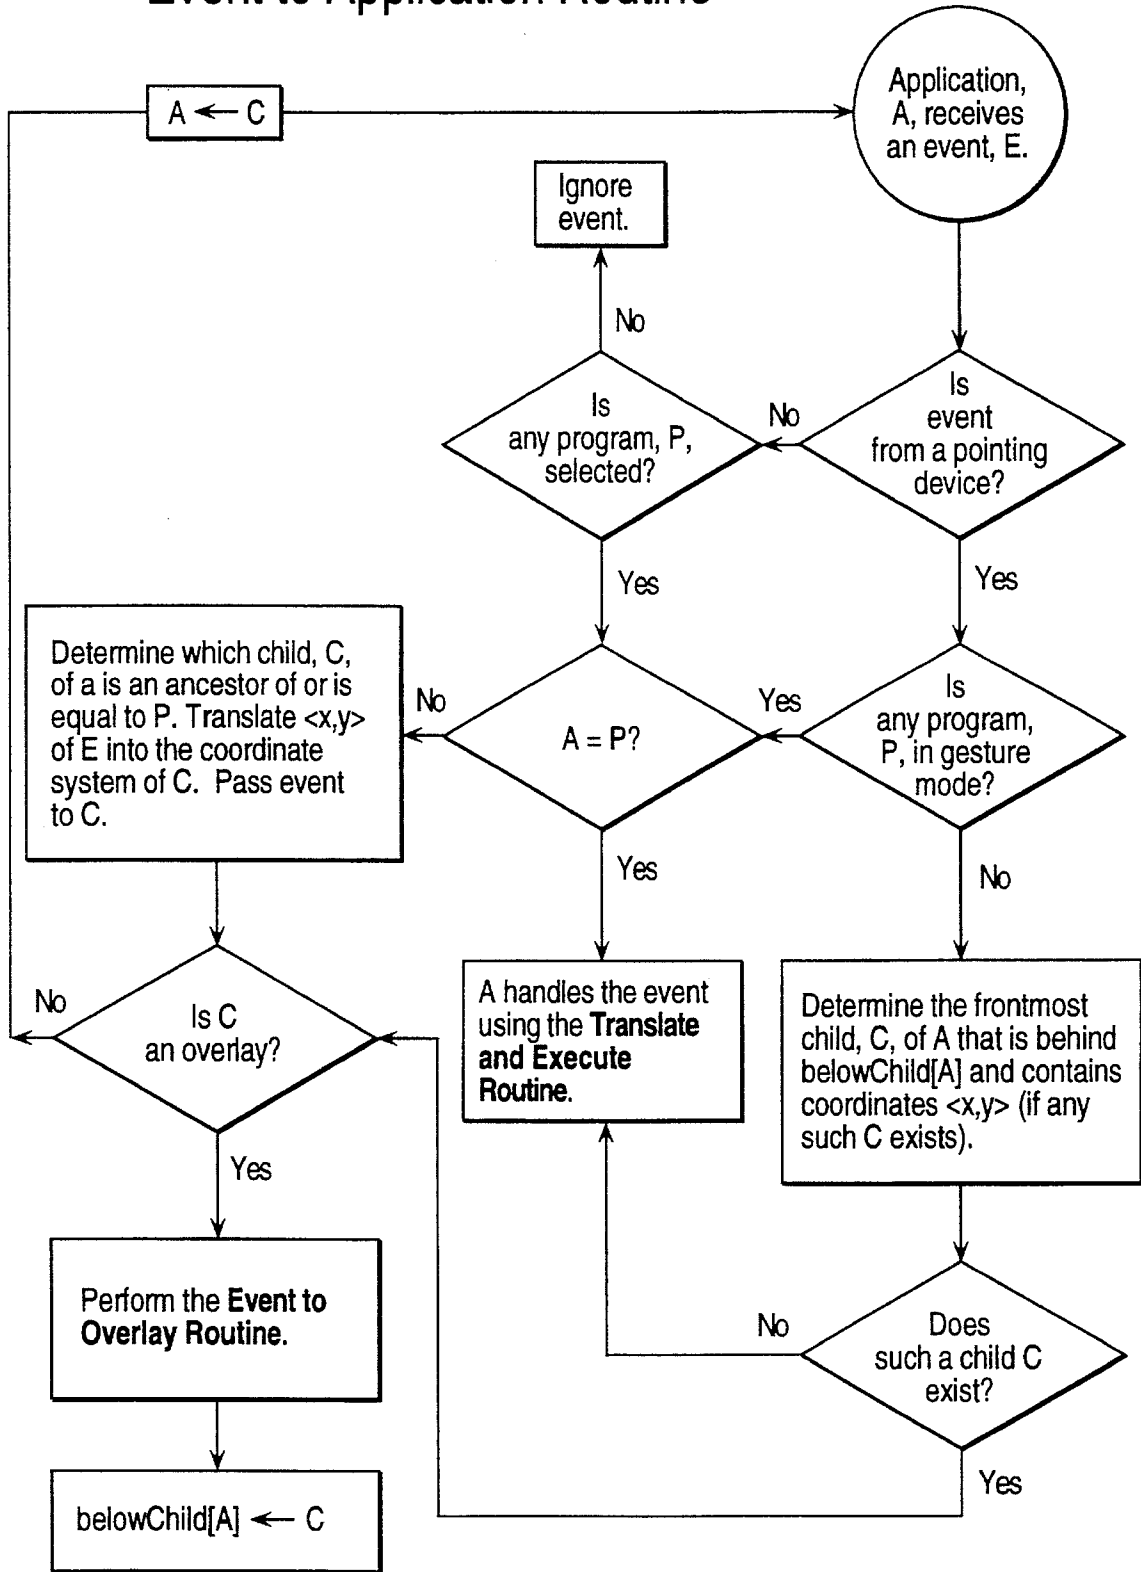 Event to Application Routine
A ← C
Application,
A, receives
an event, E.
Ignore
event.
No
Is
any program, P,
selected?
No
Is
event
from a pointing
device?
Yes
Yes
Determine which child, C,
of a is an ancestor of or is
equal to P. Translate <x,y>
of E into the coordinate
system of C. Pass event
to C.
No
A = P?
Yes
Is
any program,
P, in gesture
mode?
Yes
No
No
Is C
an overlay?
A handles the event
using the Translate
and Execute
Routine.
Determine the frontmost
child, C, of A that is behind
belowChild[A] and contains
coordinates <x,y> (if any
such C exists).
Yes
Perform the Event to
Overlay Routine.
No
Does
such a child C
exist?
Yes
belowChild[A] ← C